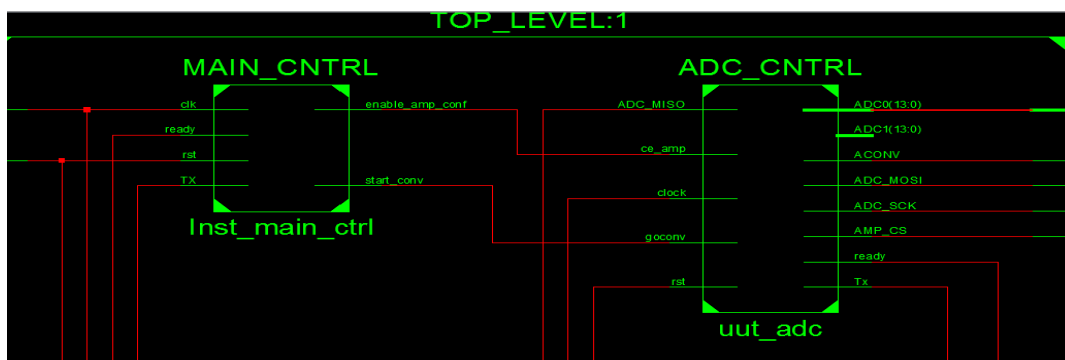 TOP_LEVEL:1
MAIN_CNTRL
clk
ready
rst
TX
enable_amp_conf
start_conv
Inst_main_ctrl
ADC_CNTRL
ADC_MISO
ce_amp
clock
goconv
rst
ADC0(13:0)
ADC1(13:0)
ACONV
ADC_MOSI
ADC_SCK
AMP_CS
ready
Tx
uut_adc